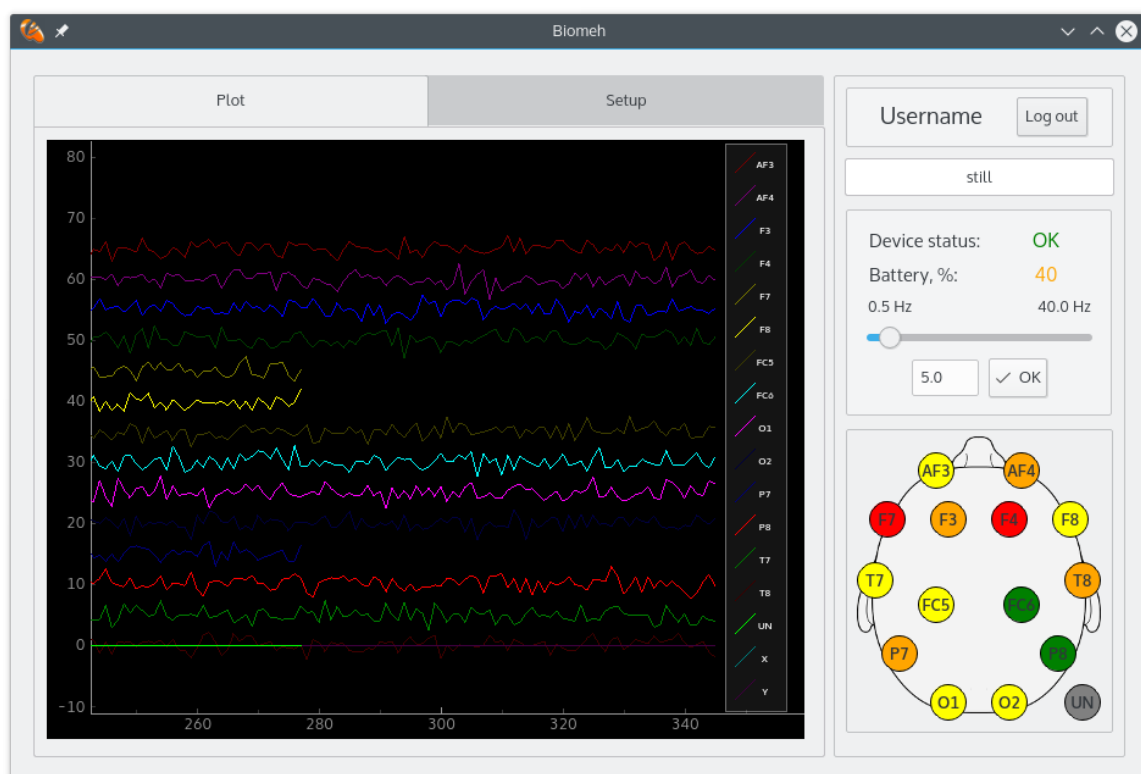 Biomeh
Plot
Setup
Username
Log out
still
Device status:
OK
Battery, %:
40
0.5 Hz
40.0 Hz
5.0
OK
80
70
60
50
40
30
20
10
0
-10
260
280
300
320
340
AF3
AF4
F3
F4
F7
F8
FC5
FC6
O1
O2
P7
P8
T7
T8
UN
X
Y
AF3
AF4
F7
F3
F4
F8
T7
T8
FC5
FC6
P7
P8
O1
O2
UN